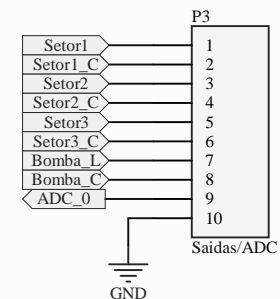 P3
Setor1 1
Setor1_C 2
Setor2 3
Setor2_C 4
Setor3 5
Setor3_C 6
Bomba_L 7
Bomba_C 8
ADC_0 9
10
Saidas/ADC
GND